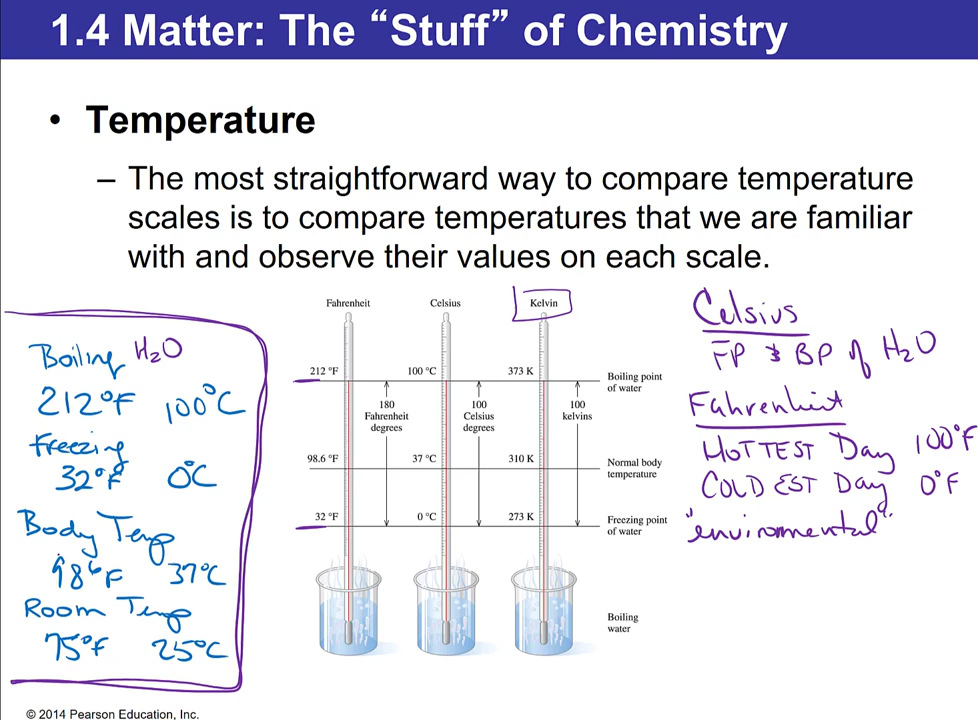 1.4 Matter: The “Stuff” of Chemistry
• Temperature
– The most straightforward way to compare temperature
scales is to compare temperatures that we are familiar
with and observe their values on each scale.
Boiling H₂O
212°F 100°C
Freezing
32°F 0°C
Body Temp
98⁶°F 37°C
Room Temp
75°F 25°C
Fahrenheit Celsius Kelvin
212 °F 100 °C 373 K
Boiling point
of water
180
Fahrenheit
degrees
100
Celsius
degrees
100
kelvins
98.6 °F 37 °C 310 K
Normal body
temperature
32 °F 0 °C 273 K
Freezing point
of water
Boiling
water
Celsius
FP & BP of H₂O
Fahrenheit
HOTTEST Day 100°F
COLDEST Day 0°F
"enviromental"
© 2014 Pearson Education, Inc.